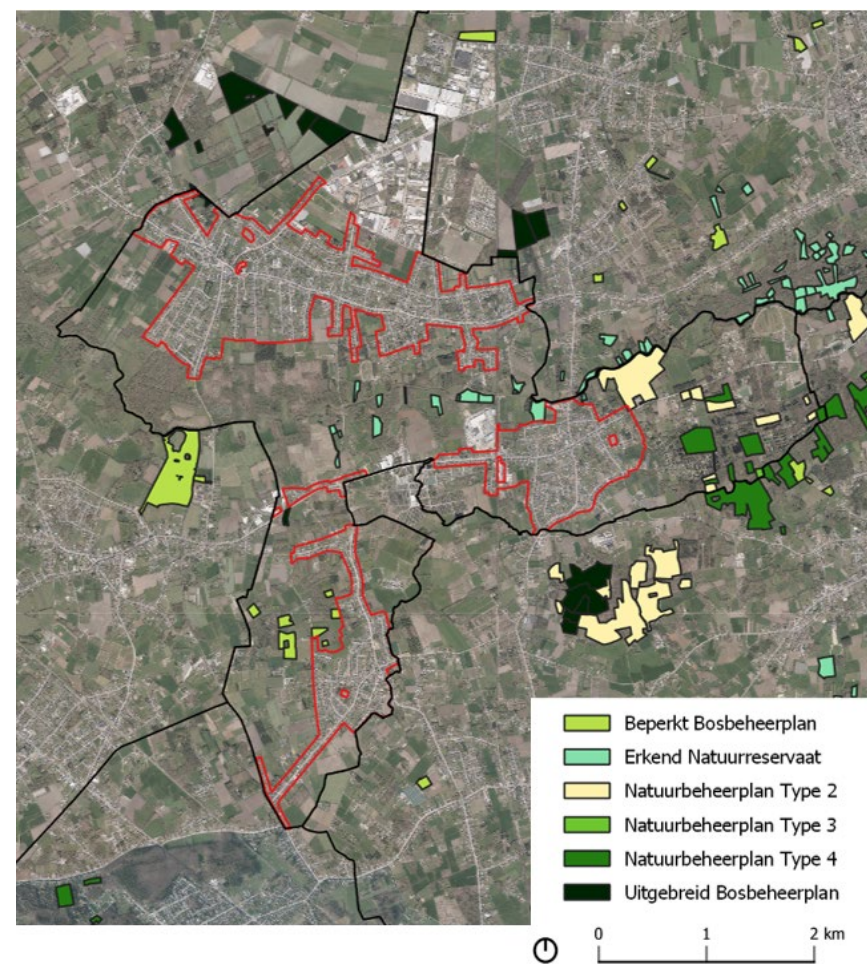 Beperkt Bosbeheerplan
Erkend Natuurreservaat
Natuurbeheerplan Type 2
Natuurbeheerplan Type 3
Natuurbeheerplan Type 4
Uitgebreid Bosbeheerplan
0 1 2 km